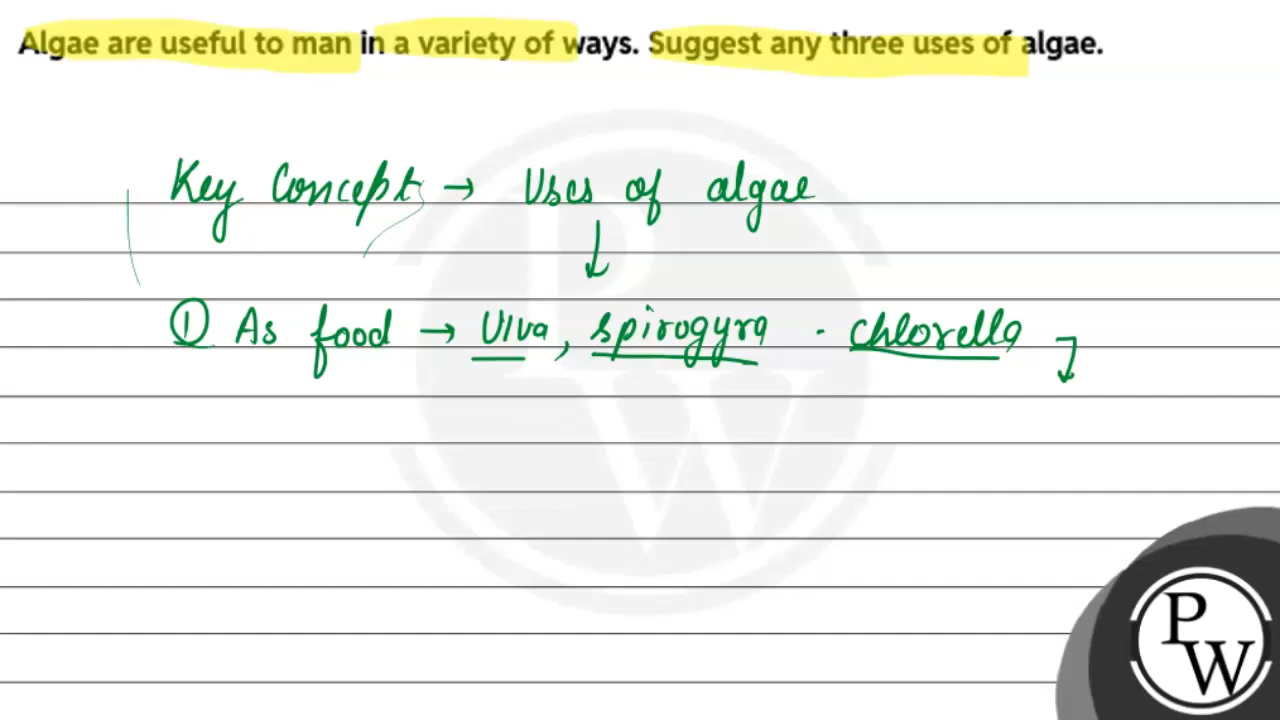 Algae are useful to man in a variety of ways. Suggest any three uses of algae.
Key Concept → Uses of algae
↓
① As food → Ulva, spirogyra . chlorella
PW
PW